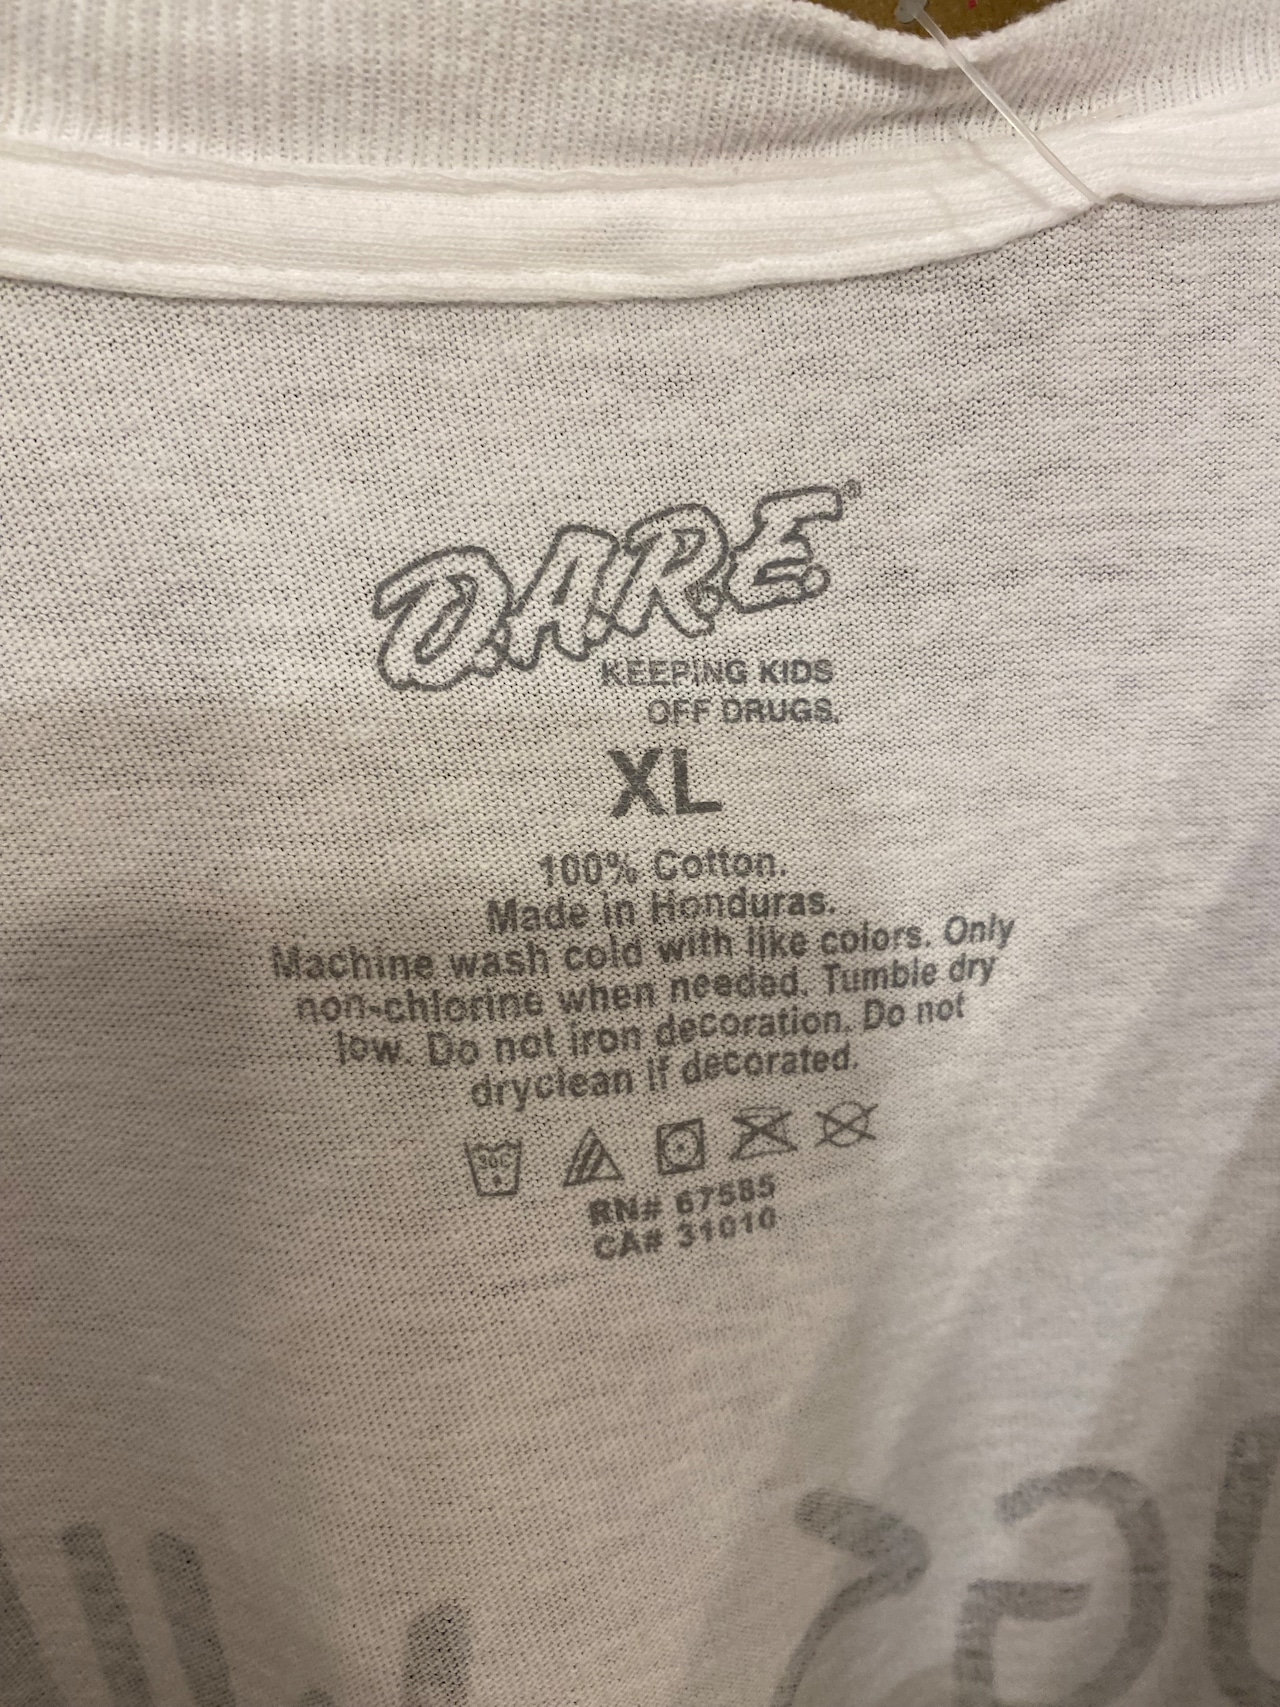 D.A.R.E.®
KEEPING KIDS
OFF DRUGS.
XL
100% Cotton.
Made in Honduras.
Machine wash cold with like colors. Only
non-chlorine when needed. Tumble dry
low. Do not iron decoration. Do not
dryclean if decorated.
30C
RN# 67585
CA# 31010